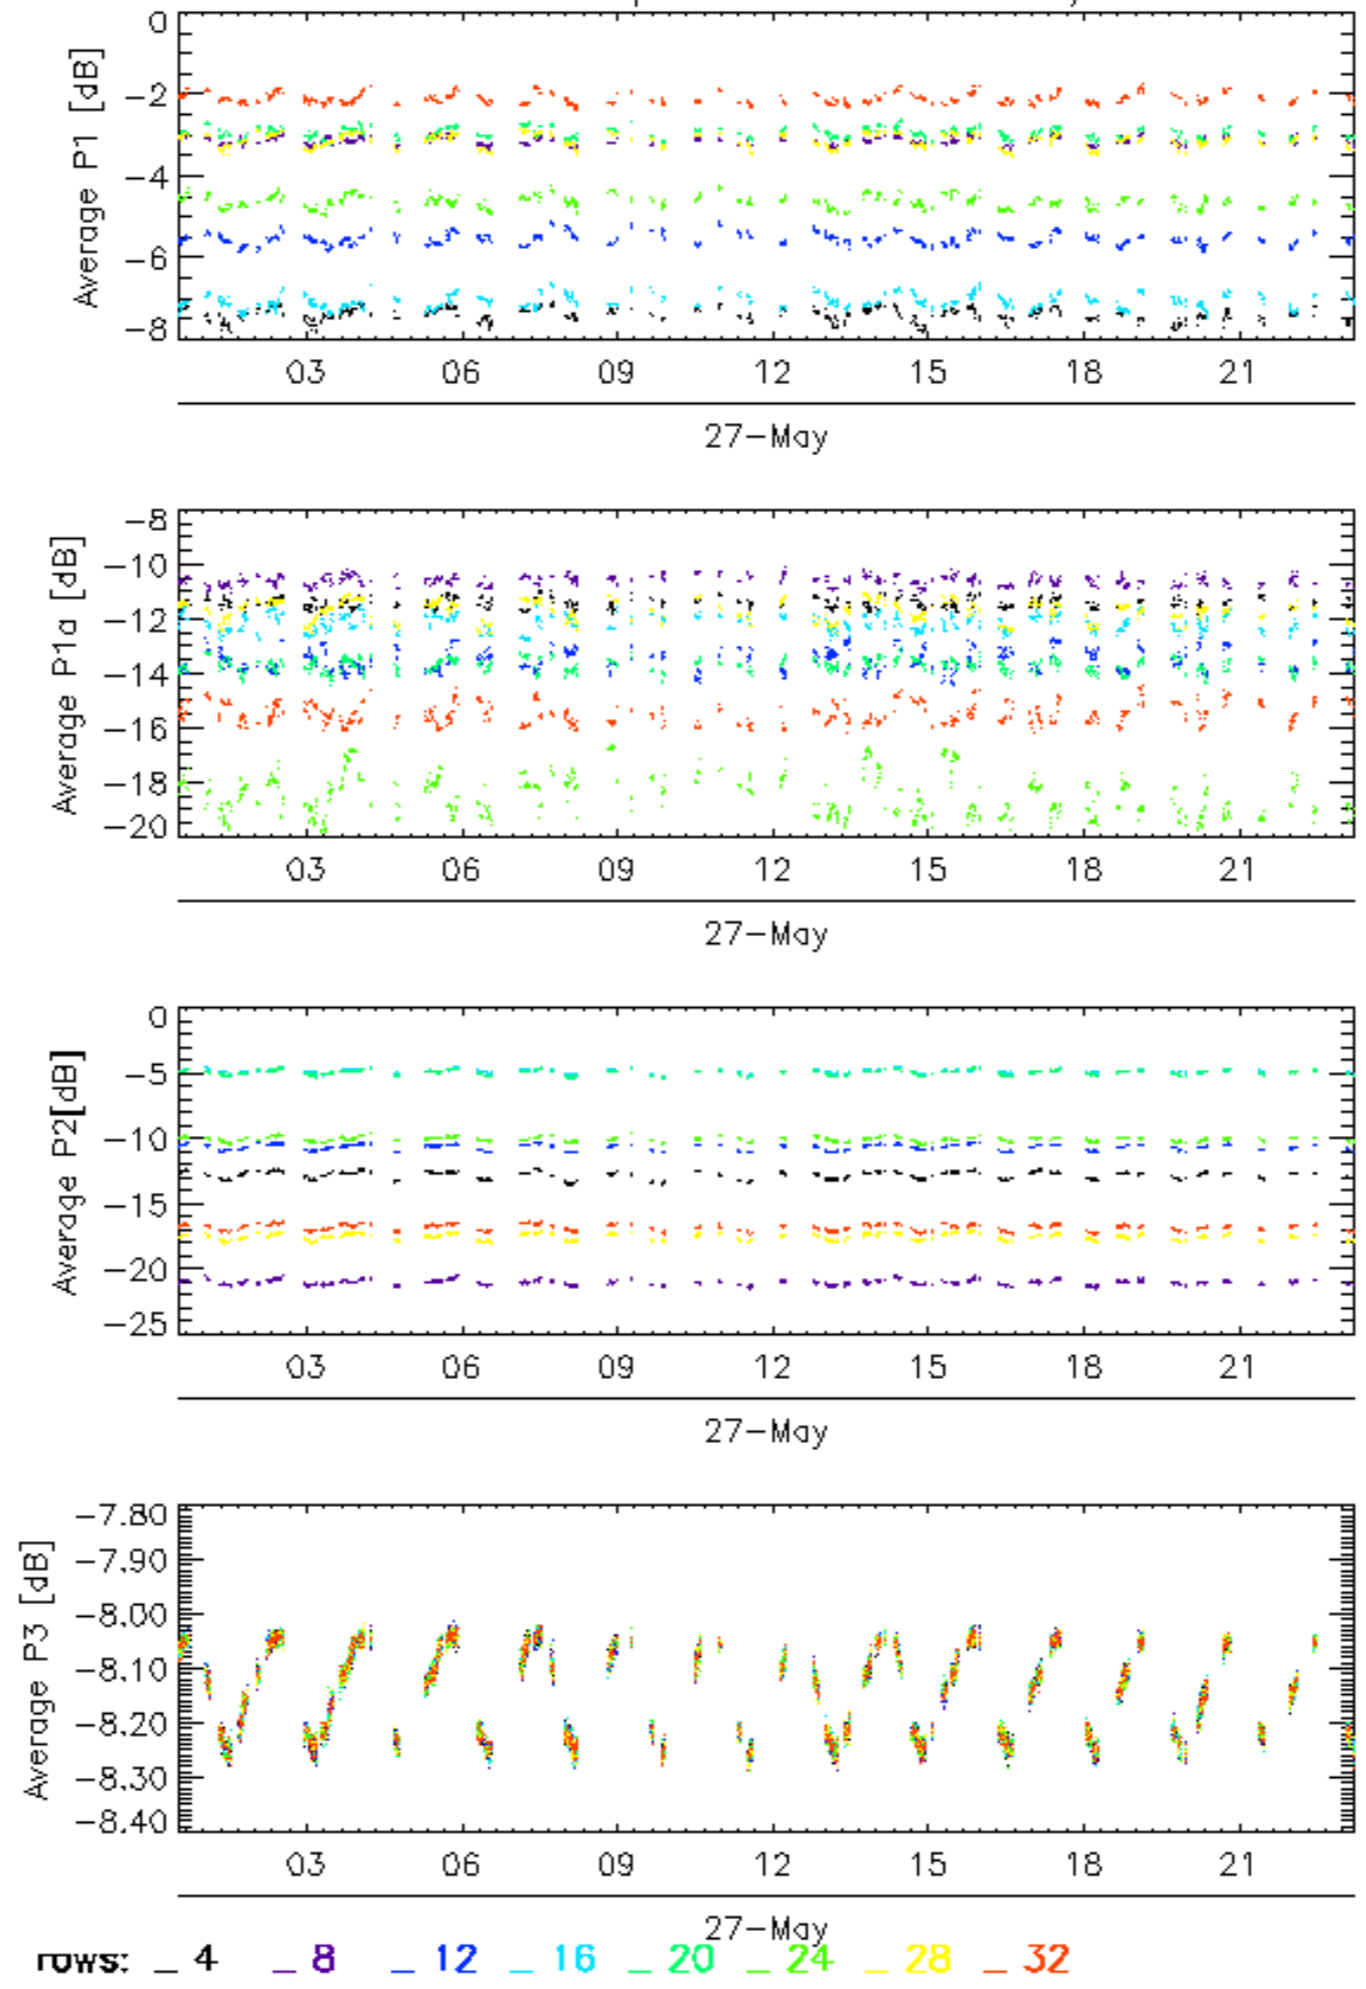 Average P1 [dB]
0
−2
−4
−6
−8
03 06 09 12 15 18 21
27−May
Average P1a [dB]
−8
−10
−12
−14
−16
−18
−20
03 06 09 12 15 18 21
27−May
Average P2[dB]
0
−5
−10
−15
−20
−25
03 06 09 12 15 18 21
27−May
Average P3 [dB]
−7.80
−7.90
−8.00
−8.10
−8.20
−8.30
−8.40
03 06 09 12 15 18 21
27−May
rows: _ 4 _ 8 _ 12 _ 16 _ 20 _ 24 _ 28 _ 32